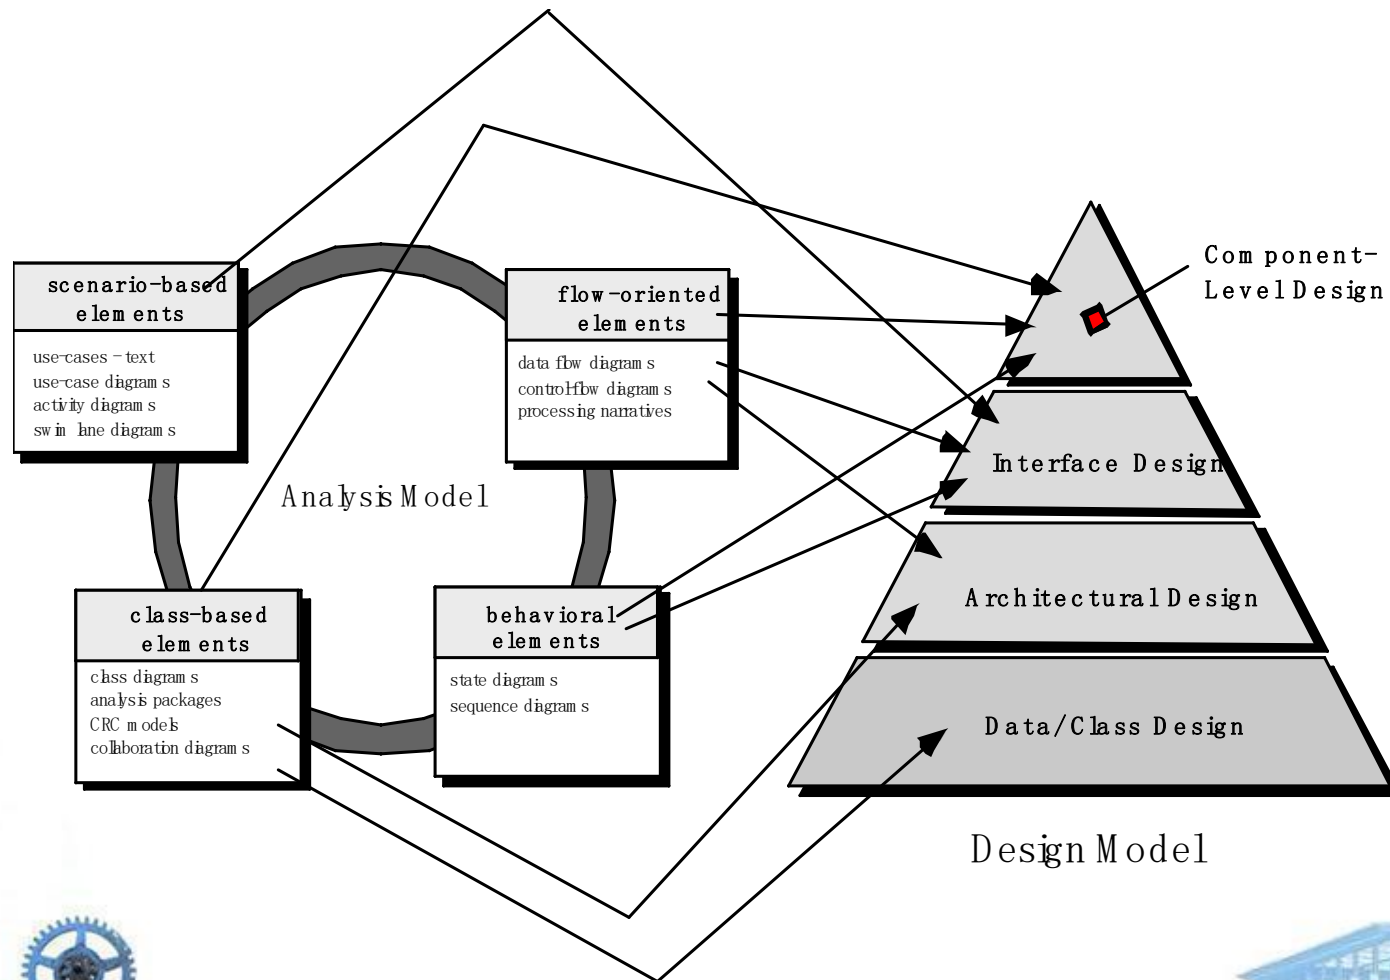 scenario-based
elements
use-cases - text
use-case diagrams
activity diagrams
swim lane diagrams
flow-oriented
elements
data flow diagrams
control-flow diagrams
processing narratives
Analysis Model
class-based
elements
class diagrams
analysis packages
CRC models
collaboration diagrams
behavioral
elements
state diagrams
sequence diagrams
Component-
Level Design
Interface Design
Architectural Design
Data/Class Design
Design Model